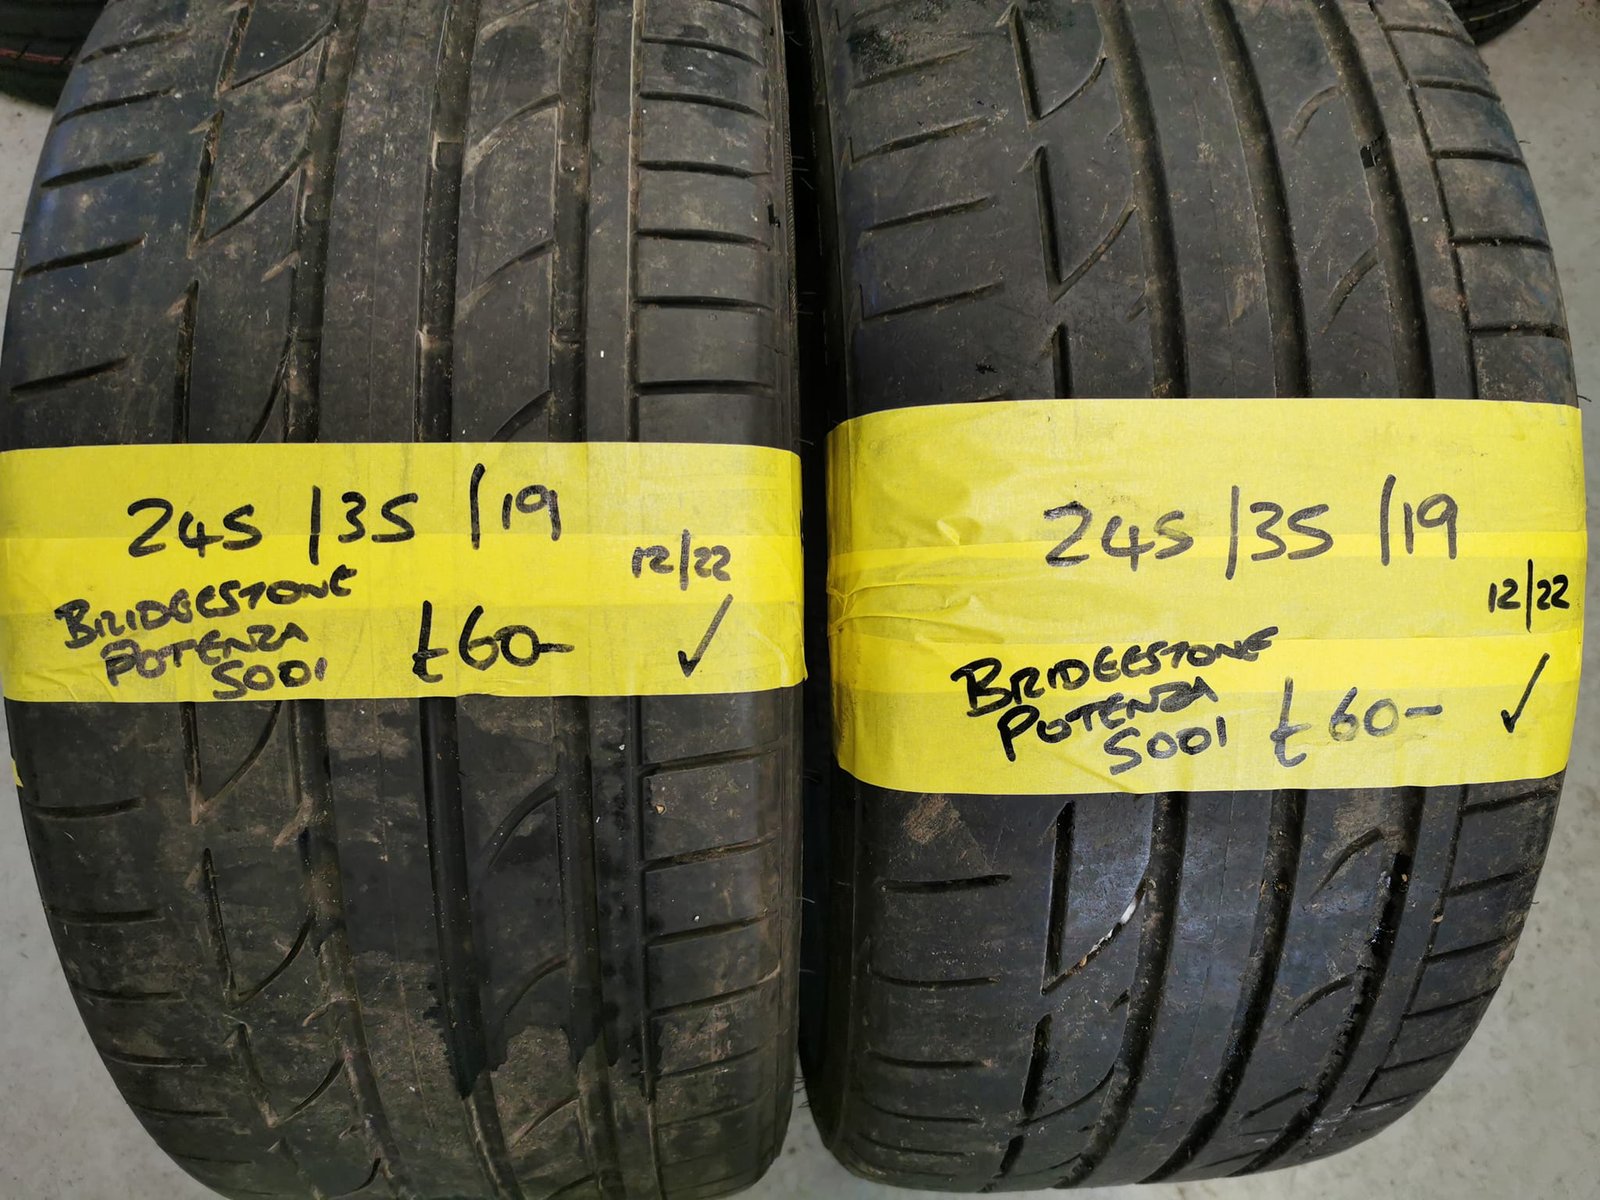 245/35/19
12/22
BRIDGESTONE
POTENZA
S001
£60- ✓
245/35/19
12/22
BRIDGESTONE
POTENZA
S001
£60- ✓